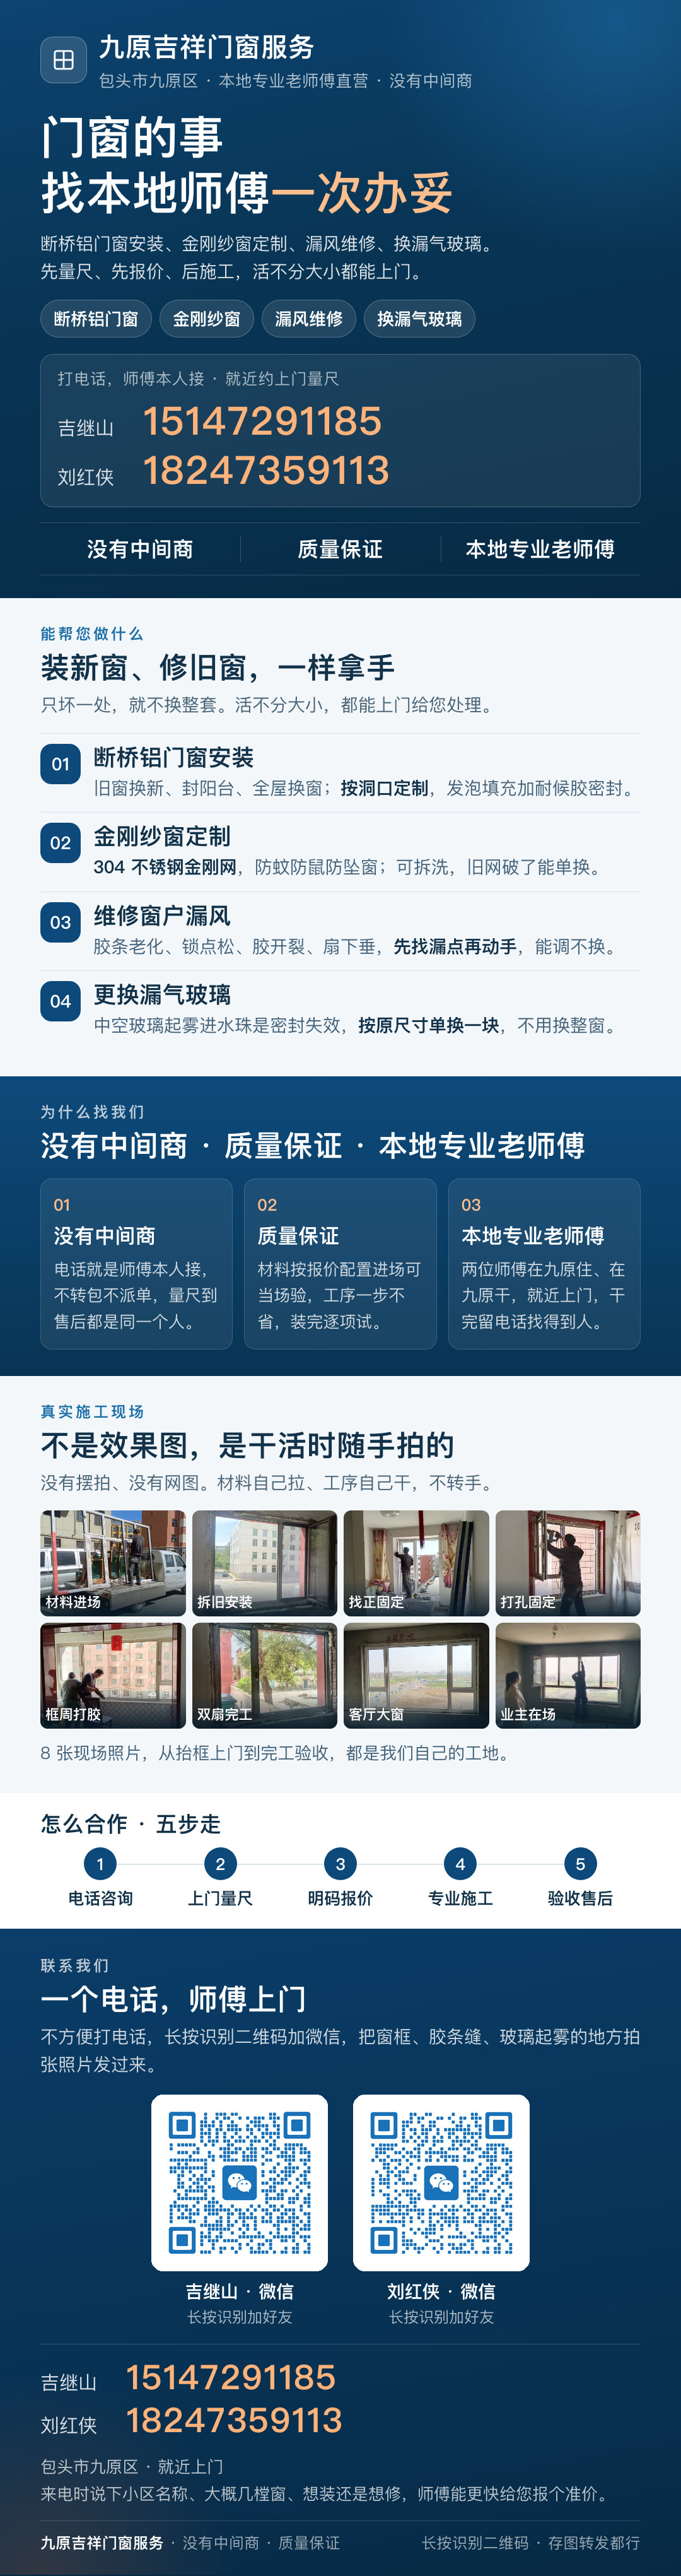 九原吉祥门窗服务
包头市九原区 · 本地专业老师傅直营 · 没有中间商
门窗的事
找本地师傅一次办妥
断桥铝门窗安装、金刚纱窗定制、漏风维修、换漏气玻璃。
先量尺、先报价、后施工，活不分大小都能上门。
断桥铝门窗 金刚纱窗 漏风维修 换漏气玻璃
打电话，师傅本人接 · 就近约上门量尺
吉继山 15147291185
刘红侠 18247359113
没有中间商 质量保证 本地专业老师傅
能帮您做什么
装新窗、修旧窗，一样拿手
只坏一处，就不换整套。活不分大小，都能上门给您处理。
01 断桥铝门窗安装
旧窗换新、封阳台、全屋换窗；按洞口定制，发泡填充加耐候胶密封。
02 金刚纱窗定制
304 不锈钢金刚网，防蚊防鼠防坠窗；可拆洗，旧网破了能单换。
03 维修窗户漏风
胶条老化、锁点松、胶开裂、扇下垂，先找漏点再动手，能调不换。
04 更换漏气玻璃
中空玻璃起雾进水珠是密封失效，按原尺寸单换一块，不用换整窗。
为什么找我们
没有中间商 · 质量保证 · 本地专业老师傅
01
没有中间商
电话就是师傅本人接，
不转包不派单，量尺到
售后都是同一个人。
02
质量保证
材料按报价配置进场可
当场验，工序一步不
省，装完逐项试。
03
本地专业老师傅
两位师傅在九原住、在
九原干，就近上门，干
完留电话找得到人。
真实施工现场
不是效果图，是干活时随手拍的
没有摆拍、没有网图。材料自己拉、工序自己干，不转手。
材料进场 拆旧安装 找正固定 打孔固定
框周打胶 双扇完工 客厅大窗 业主在场
8 张现场照片，从抬框上门到完工验收，都是我们自己的工地。
怎么合作 · 五步走
1 2 3 4 5
电话咨询 上门量尺 明码报价 专业施工 验收售后
联系我们
一个电话，师傅上门
不方便打电话，长按识别二维码加微信，把窗框、胶条缝、玻璃起雾的地方拍
张照片发过来。
吉继山 · 微信 刘红侠 · 微信
长按识别加好友 长按识别加好友
吉继山 15147291185
刘红侠 18247359113
包头市九原区 · 就近上门
来电时说下小区名称、大概几樘窗、想装还是想修，师傅能更快给您报个准价。
九原吉祥门窗服务 · 没有中间商 · 质量保证 长按识别二维码 · 存图转发都行